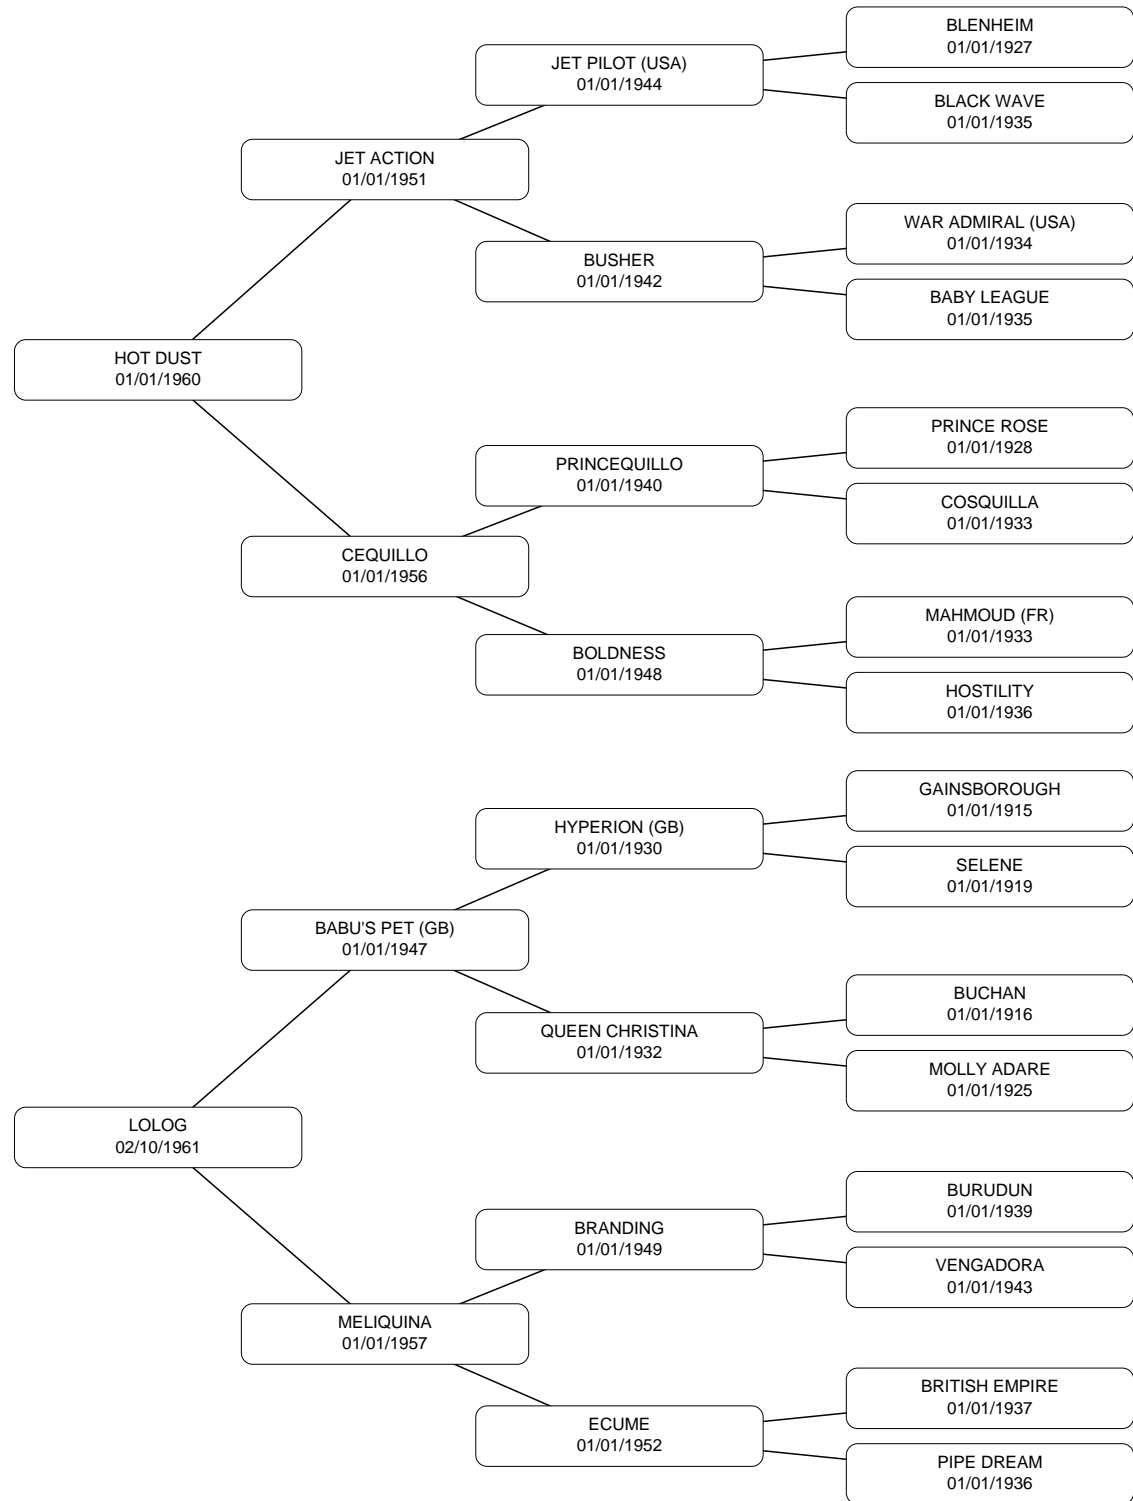 BLENHEIM
01/01/1927
JET PILOT (USA)
01/01/1944
BLACK WAVE
01/01/1935
JET ACTION
01/01/1951
WAR ADMIRAL (USA)
01/01/1934
BUSHER
01/01/1942
BABY LEAGUE
01/01/1935
HOT DUST
01/01/1960
PRINCE ROSE
01/01/1928
PRINCEQUILLO
01/01/1940
COSQUILLA
01/01/1933
CEQUILLO
01/01/1956
MAHMOUD (FR)
01/01/1933
BOLDNESS
01/01/1948
HOSTILITY
01/01/1936
GAINSBOROUGH
01/01/1915
HYPERION (GB)
01/01/1930
SELENE
01/01/1919
BABU'S PET (GB)
01/01/1947
BUCHAN
01/01/1916
QUEEN CHRISTINA
01/01/1932
MOLLY ADARE
01/01/1925
LOLOG
02/10/1961
BURUDUN
01/01/1939
BRANDING
01/01/1949
VENGADORA
01/01/1943
MELIQUINA
01/01/1957
BRITISH EMPIRE
01/01/1937
ECUME
01/01/1952
PIPE DREAM
01/01/1936